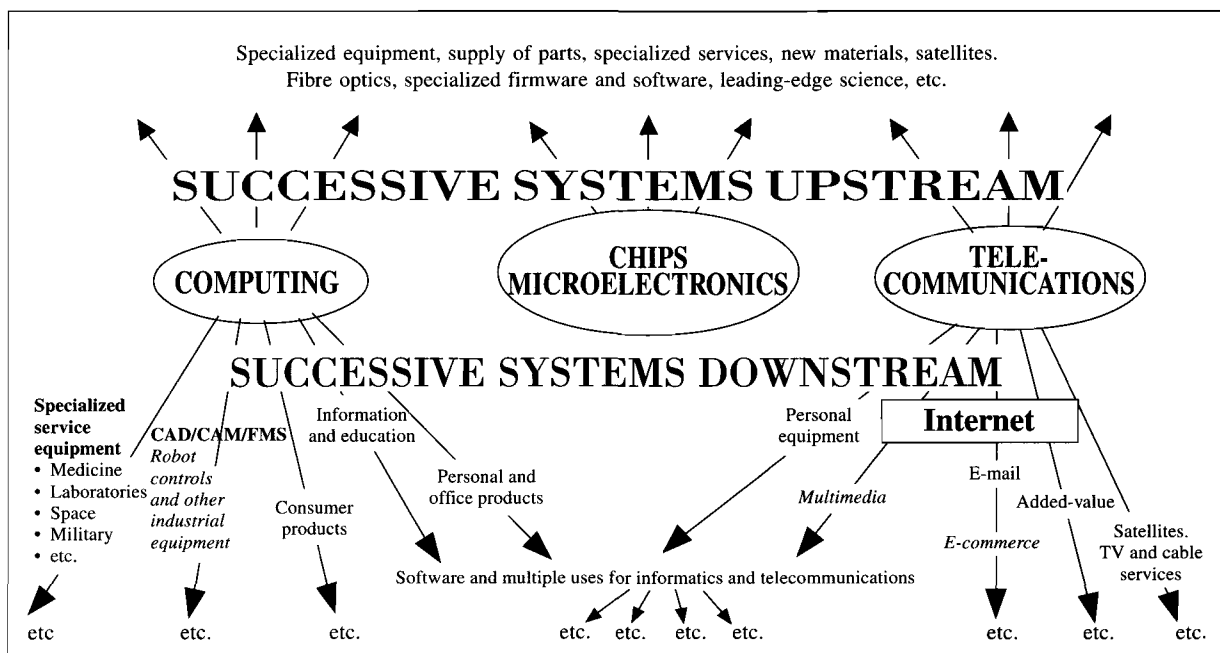 Specialized equipment, supply of parts, specialized services, new materials, satellites.
Fibre optics, specialized firmware and software, leading-edge science, etc.
SUCCESSIVE SYSTEMS UPSTREAM
COMPUTING
CHIPS
MICROELECTRONICS
TELE-
COMMUNICATIONS
SUCCESSIVE SYSTEMS DOWNSTREAM
Specialized
service
equipment
• Medicine
• Laboratories
• Space
• Military
• etc.
etc
CAD/CAM/FMS
Robot
controls
and other
industrial
equipment
etc.
Consumer
products
etc.
Information
and education
Personal and
office products
Personal
equipment
Internet
Multimedia
E-mail
E-commerce
Added-value
Satellites.
TV and cable
services
Software and multiple uses for informatics and telecommunications
etc. etc. etc. etc.
etc. etc. etc.